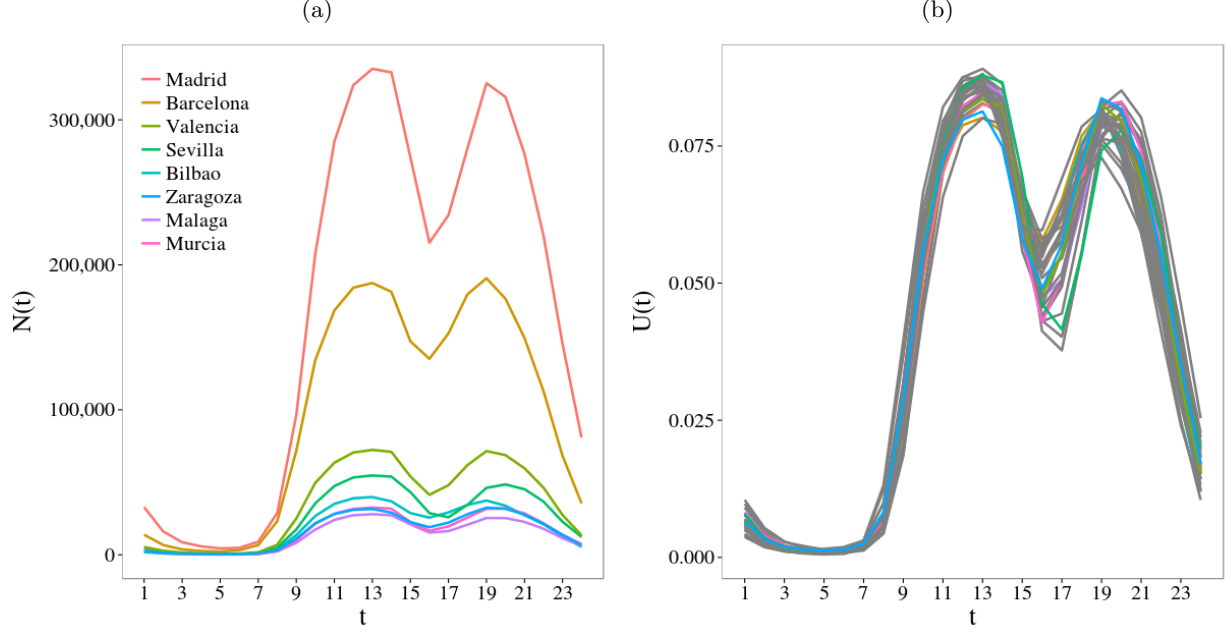 (a)
N(t)
300,000
200,000
100,000
0
Madrid
Barcelona
Valencia
Sevilla
Bilbao
Zaragoza
Malaga
Murcia
1 3 5 7 9 11 13 15 17 19 21 23
t
(b)
U(t)
0.075
0.050
0.025
0.000
1 3 5 7 9 11 13 15 17 19 21 23
t